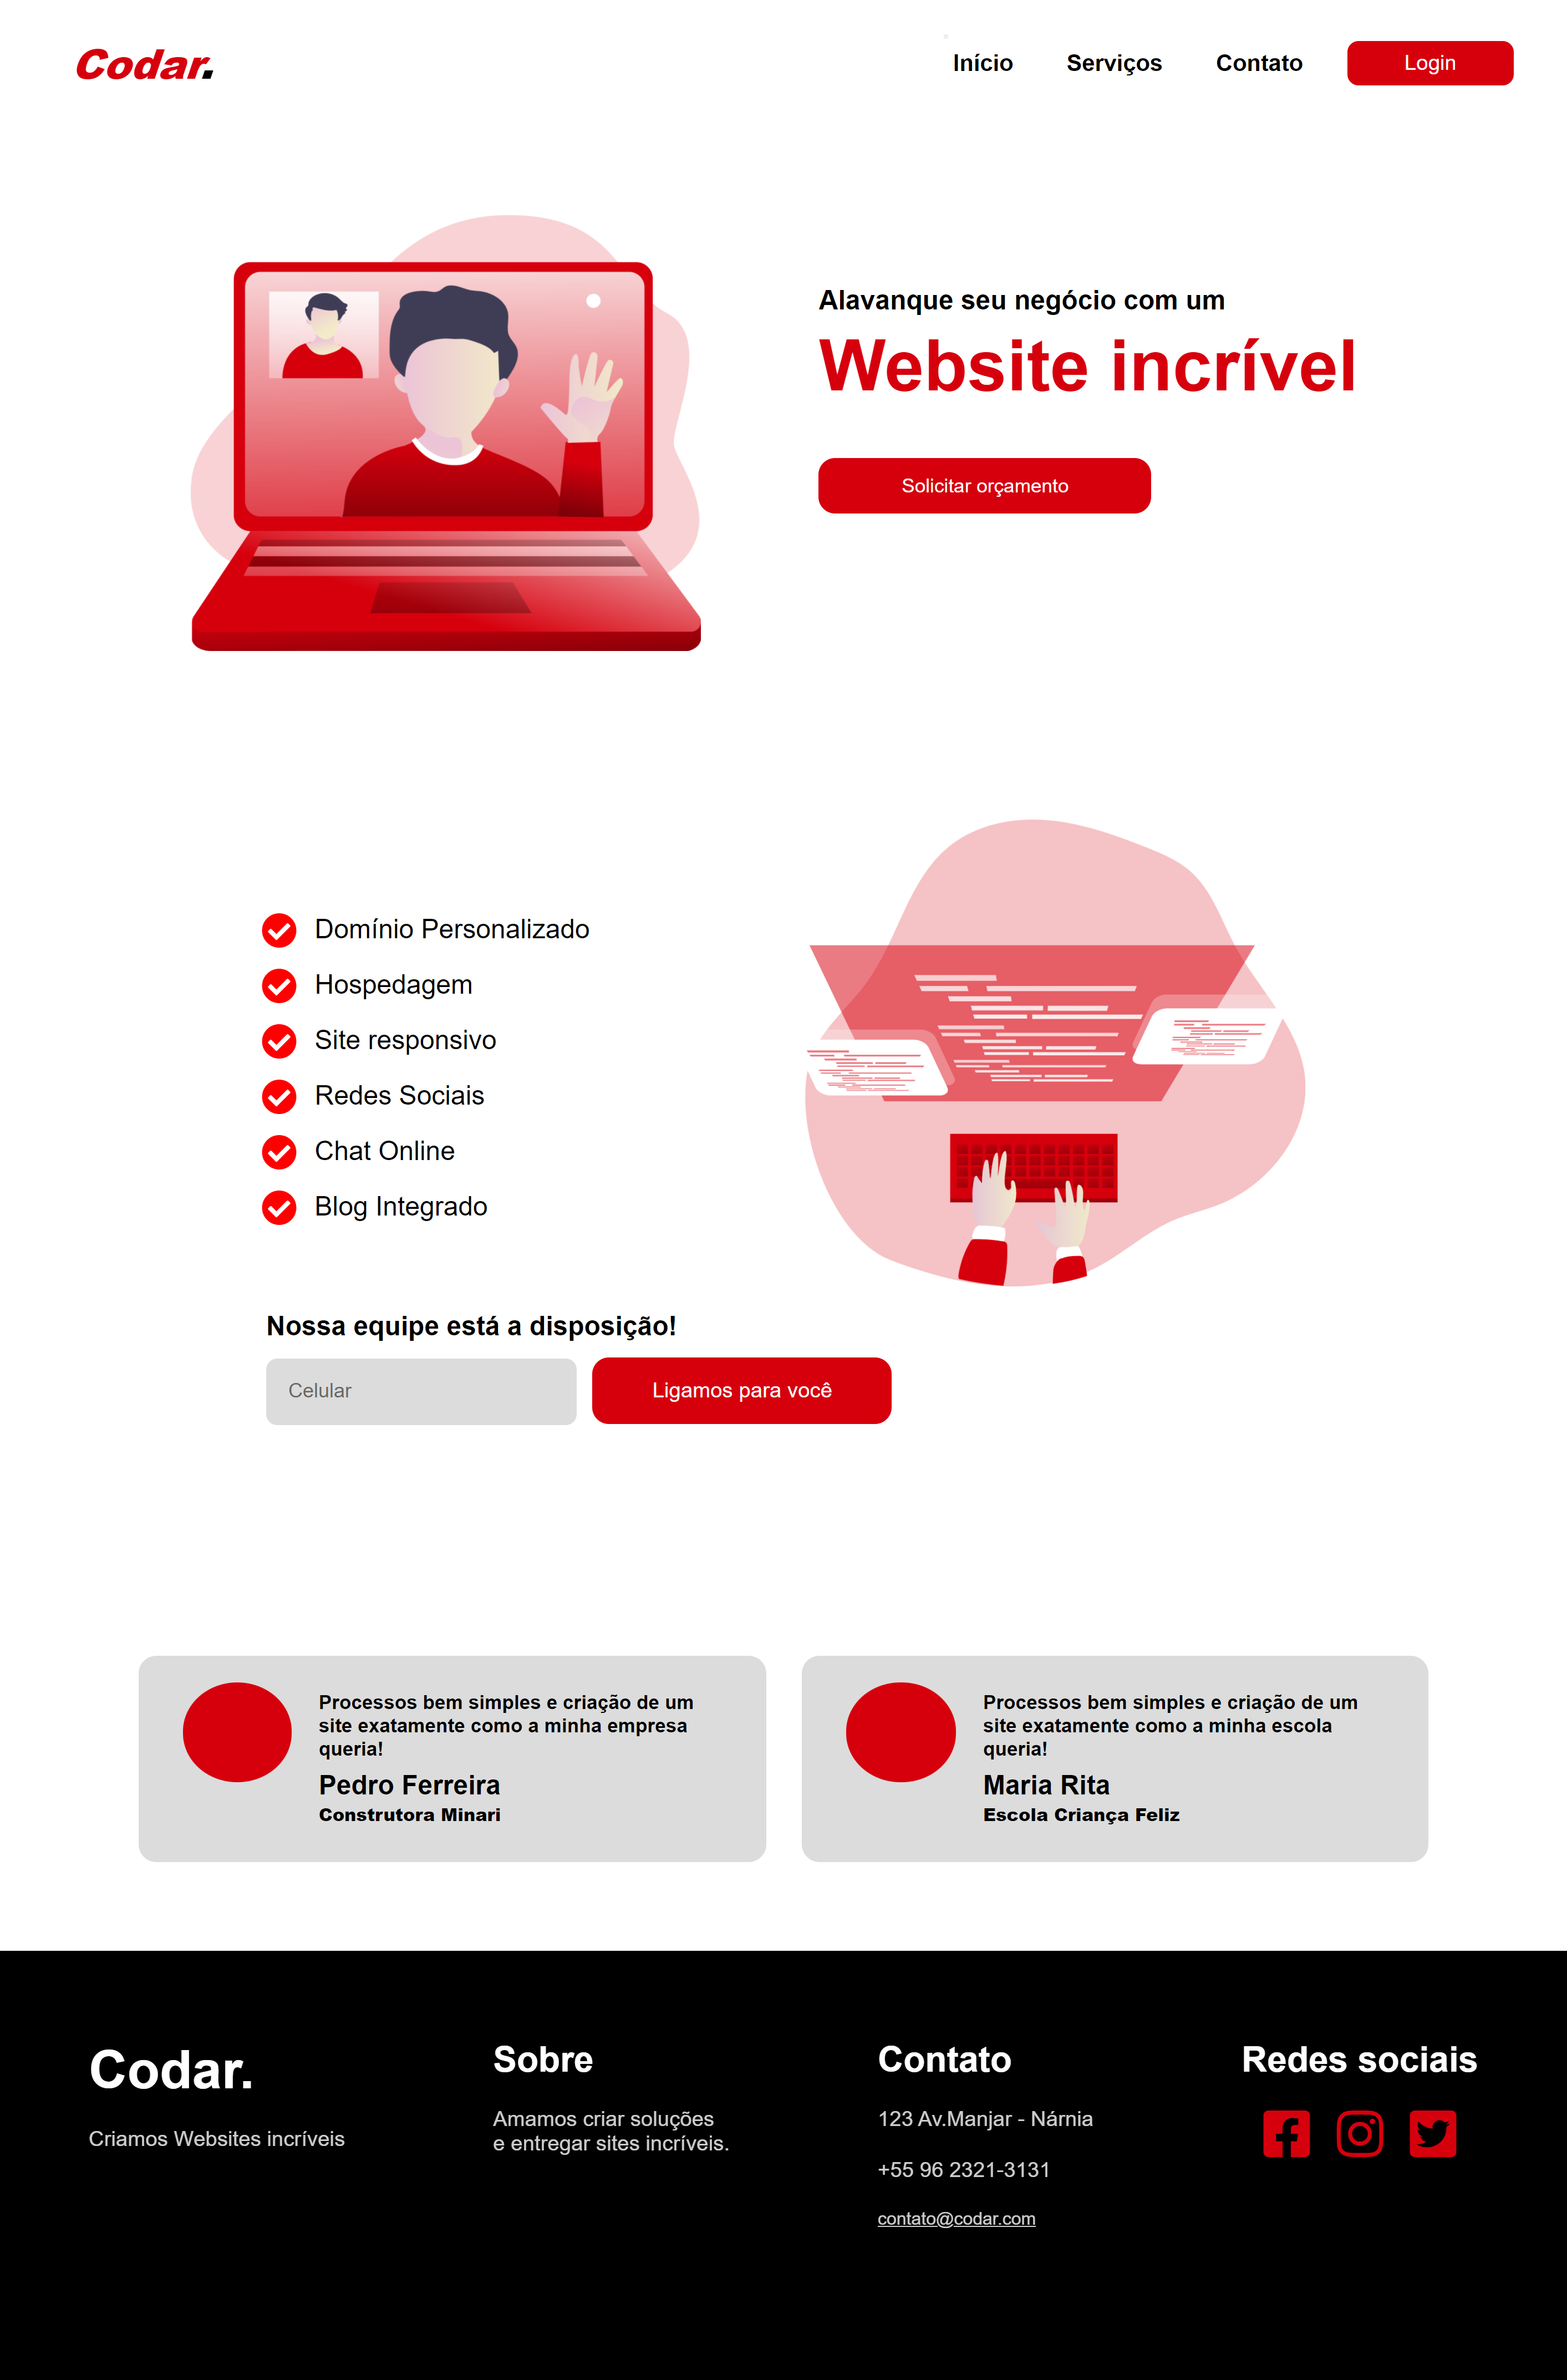 Codar.
Início
Serviços
Contato
Login
Alavanque seu negócio com um
Website incrível
Solicitar orçamento
Domínio Personalizado
Hospedagem
Site responsivo
Redes Sociais
Chat Online
Blog Integrado
Nossa equipe está a disposição!
Celular
Ligamos para você
Processos bem simples e criação de um
site exatamente como a minha empresa
queria!
Pedro Ferreira
Construtora Minari
Processos bem simples e criação de um
site exatamente como a minha escola
queria!
Maria Rita
Escola Criança Feliz
Codar.
Criamos Websites incríveis
Sobre
Amamos criar soluções
e entregar sites incríveis.
Contato
123 Av.Manjar - Nárnia
+55 96 2321-3131
contato@codar.com
Redes sociais